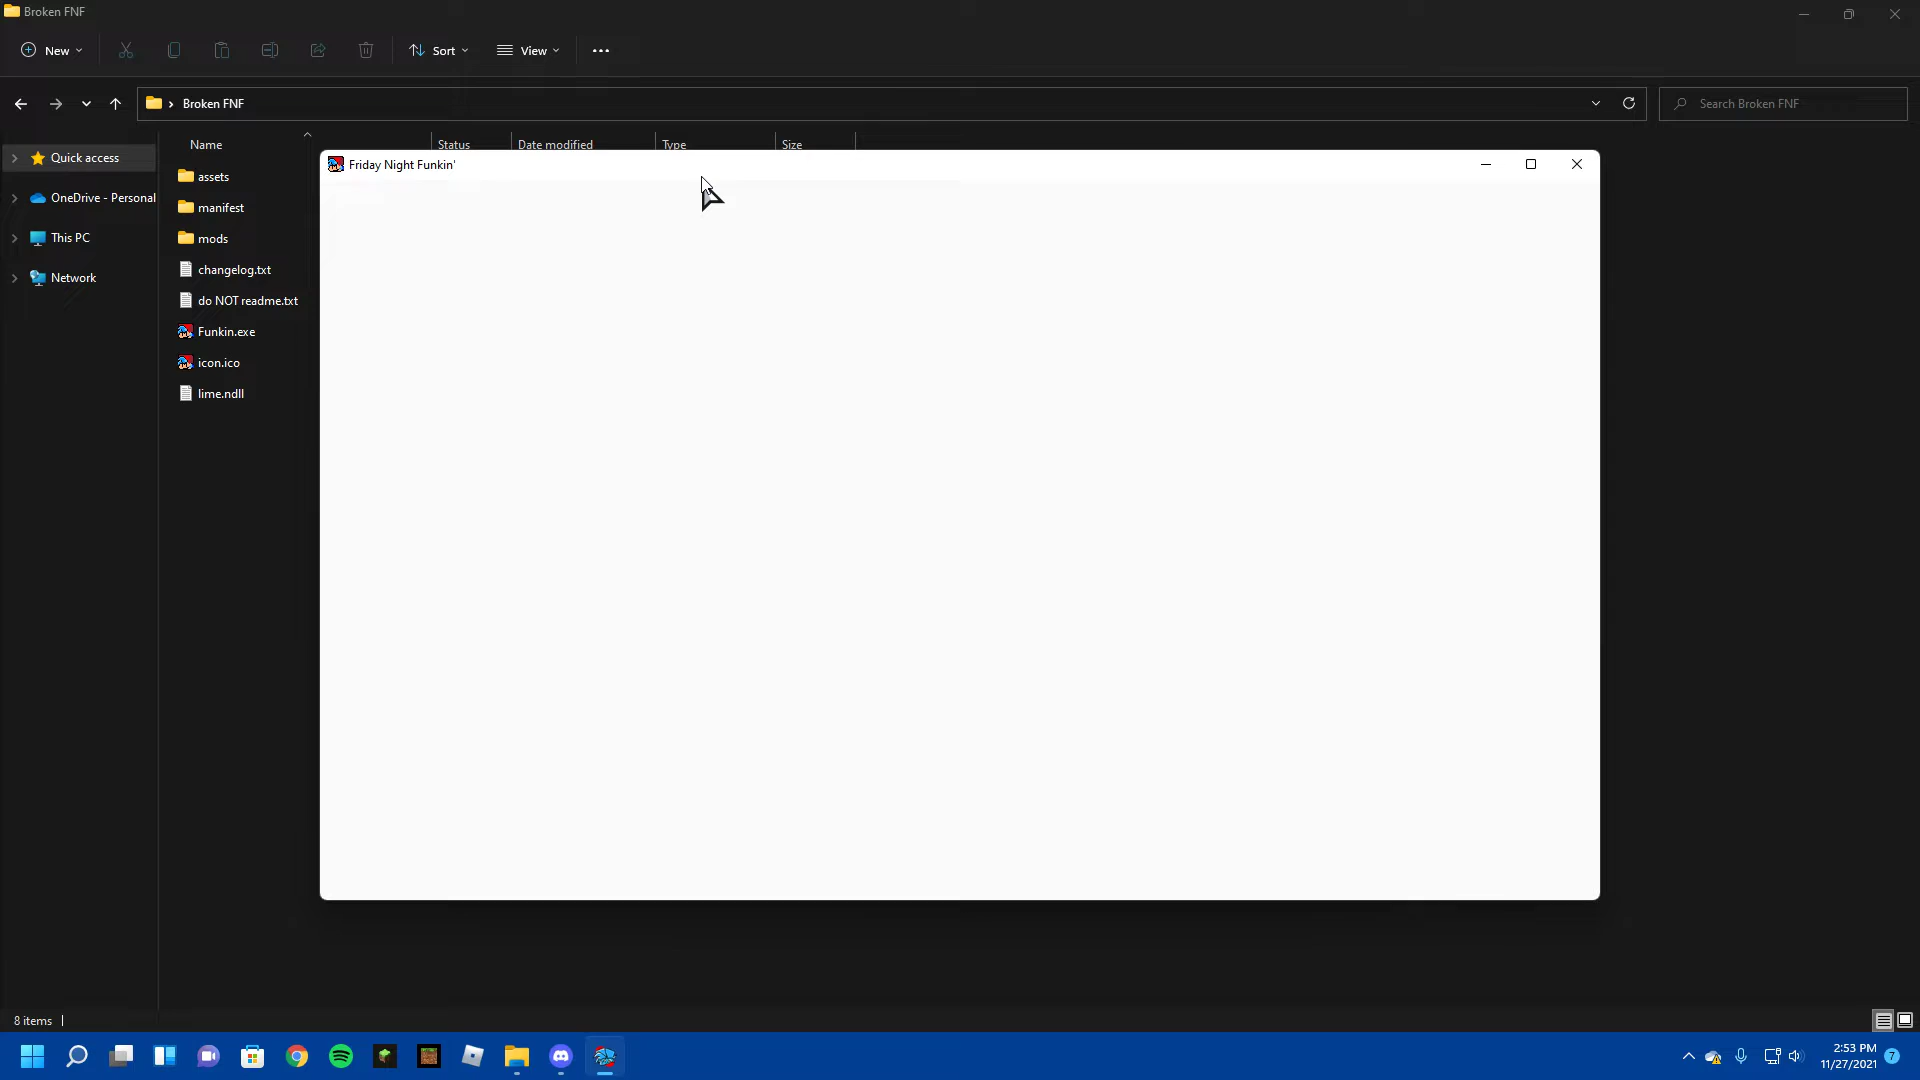 Broken FNF
New
Sort
View
Broken FNF
Search Broken FNF
Name
Status
Date modified
Type
Size
Quick access
OneDrive - Personal
This PC
Network
assets
manifest
mods
changelog.txt
do NOT readme.txt
Funkin.exe
icon.ico
lime.ndll
Friday Night Funkin'
8 items
2:53 PM
11/27/2021
7